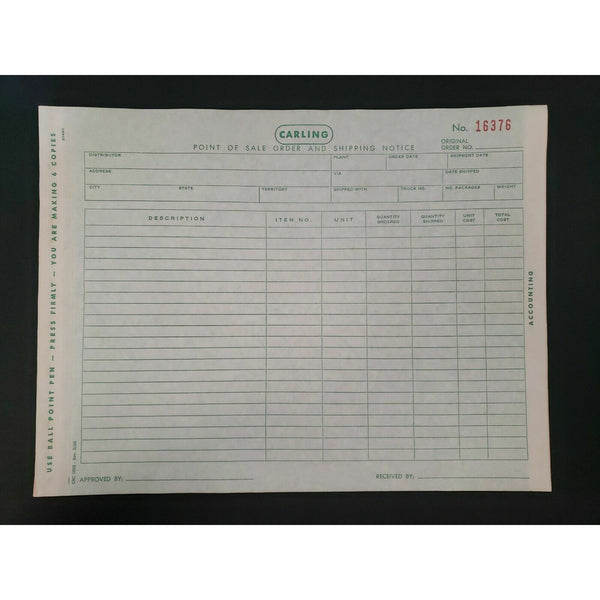 CARLING
No. 16376
POINT OF SALE ORDER AND SHIPPING NOTICE
ORIGINAL
ORDER NO.
DISTRIBUTOR PLANT ORDER DATE SHIPMENT DATE
ADDRESS VIA DATE SHIPPED
CITY STATE TERRITORY SHIPPED WITH TRUCK NO. NO. PACKAGES WEIGHT
DESCRIPTION ITEM NO. UNIT QUANTITY ORDERED QUANTITY SHIPPED UNIT COST TOTAL COST
ACCOUNTING
USE BALL POINT PEN — PRESS FIRMLY — YOU ARE MAKING 6 COPIES
APPROVED BY: RECEIVED BY: